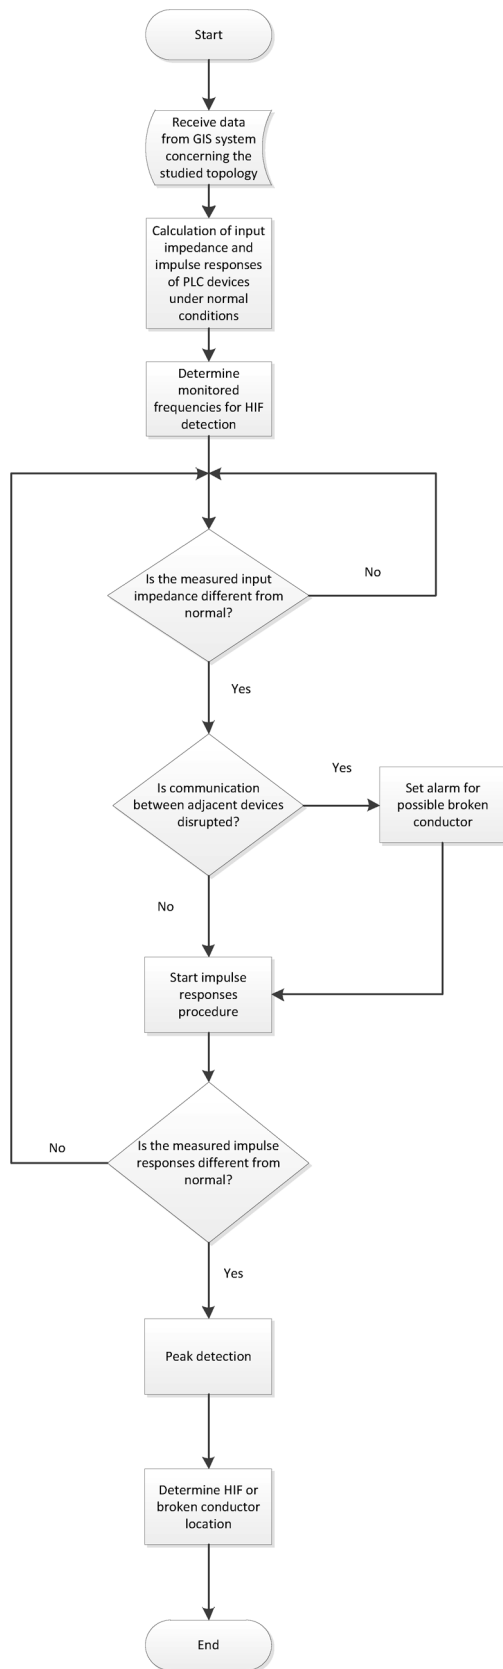 Start
Receive data
from GIS system
concerning the
studied topology
Calculation of input
impedance and
impulse responses
of PLC devices
under normal
conditions
Determine
monitored
frequencies for HIF
detection
Is the measured input
impedance different from
normal?
No
Yes
Is communication
between adjacent devices
disrupted?
Yes
Set alarm for
possible broken
conductor
No
Start impulse
responses
procedure
Is the measured impulse
responses different from
normal?
No
Yes
Peak detection
Determine HIF or
broken conductor
location
End